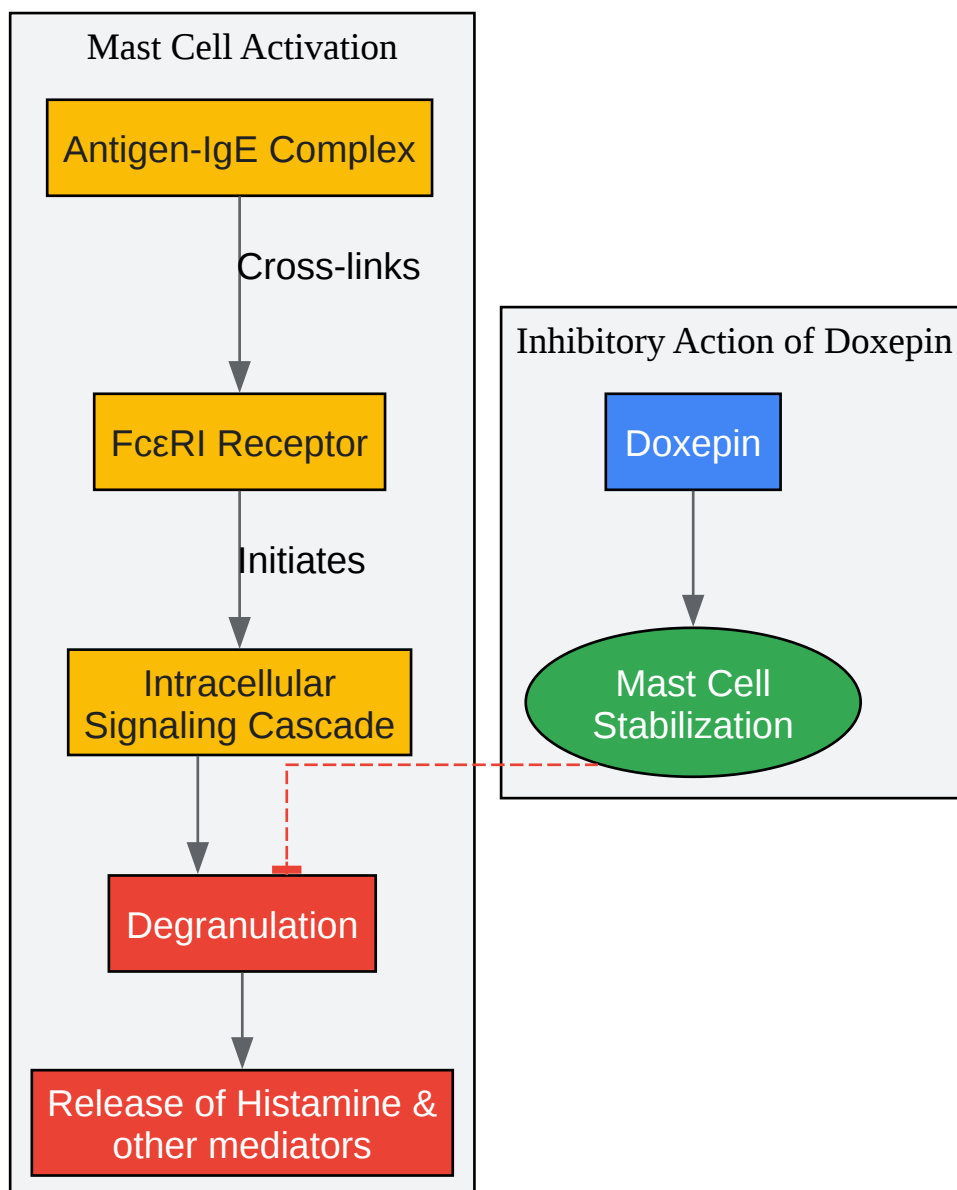 Mast Cell Activation
Antigen-IgE Complex
Cross-links
FcεRI Receptor
Initiates
Intracellular
Signaling Cascade
Degranulation
Release of Histamine &
other mediators
Inhibitory Action of Doxepin
Doxepin
Mast Cell
Stabilization